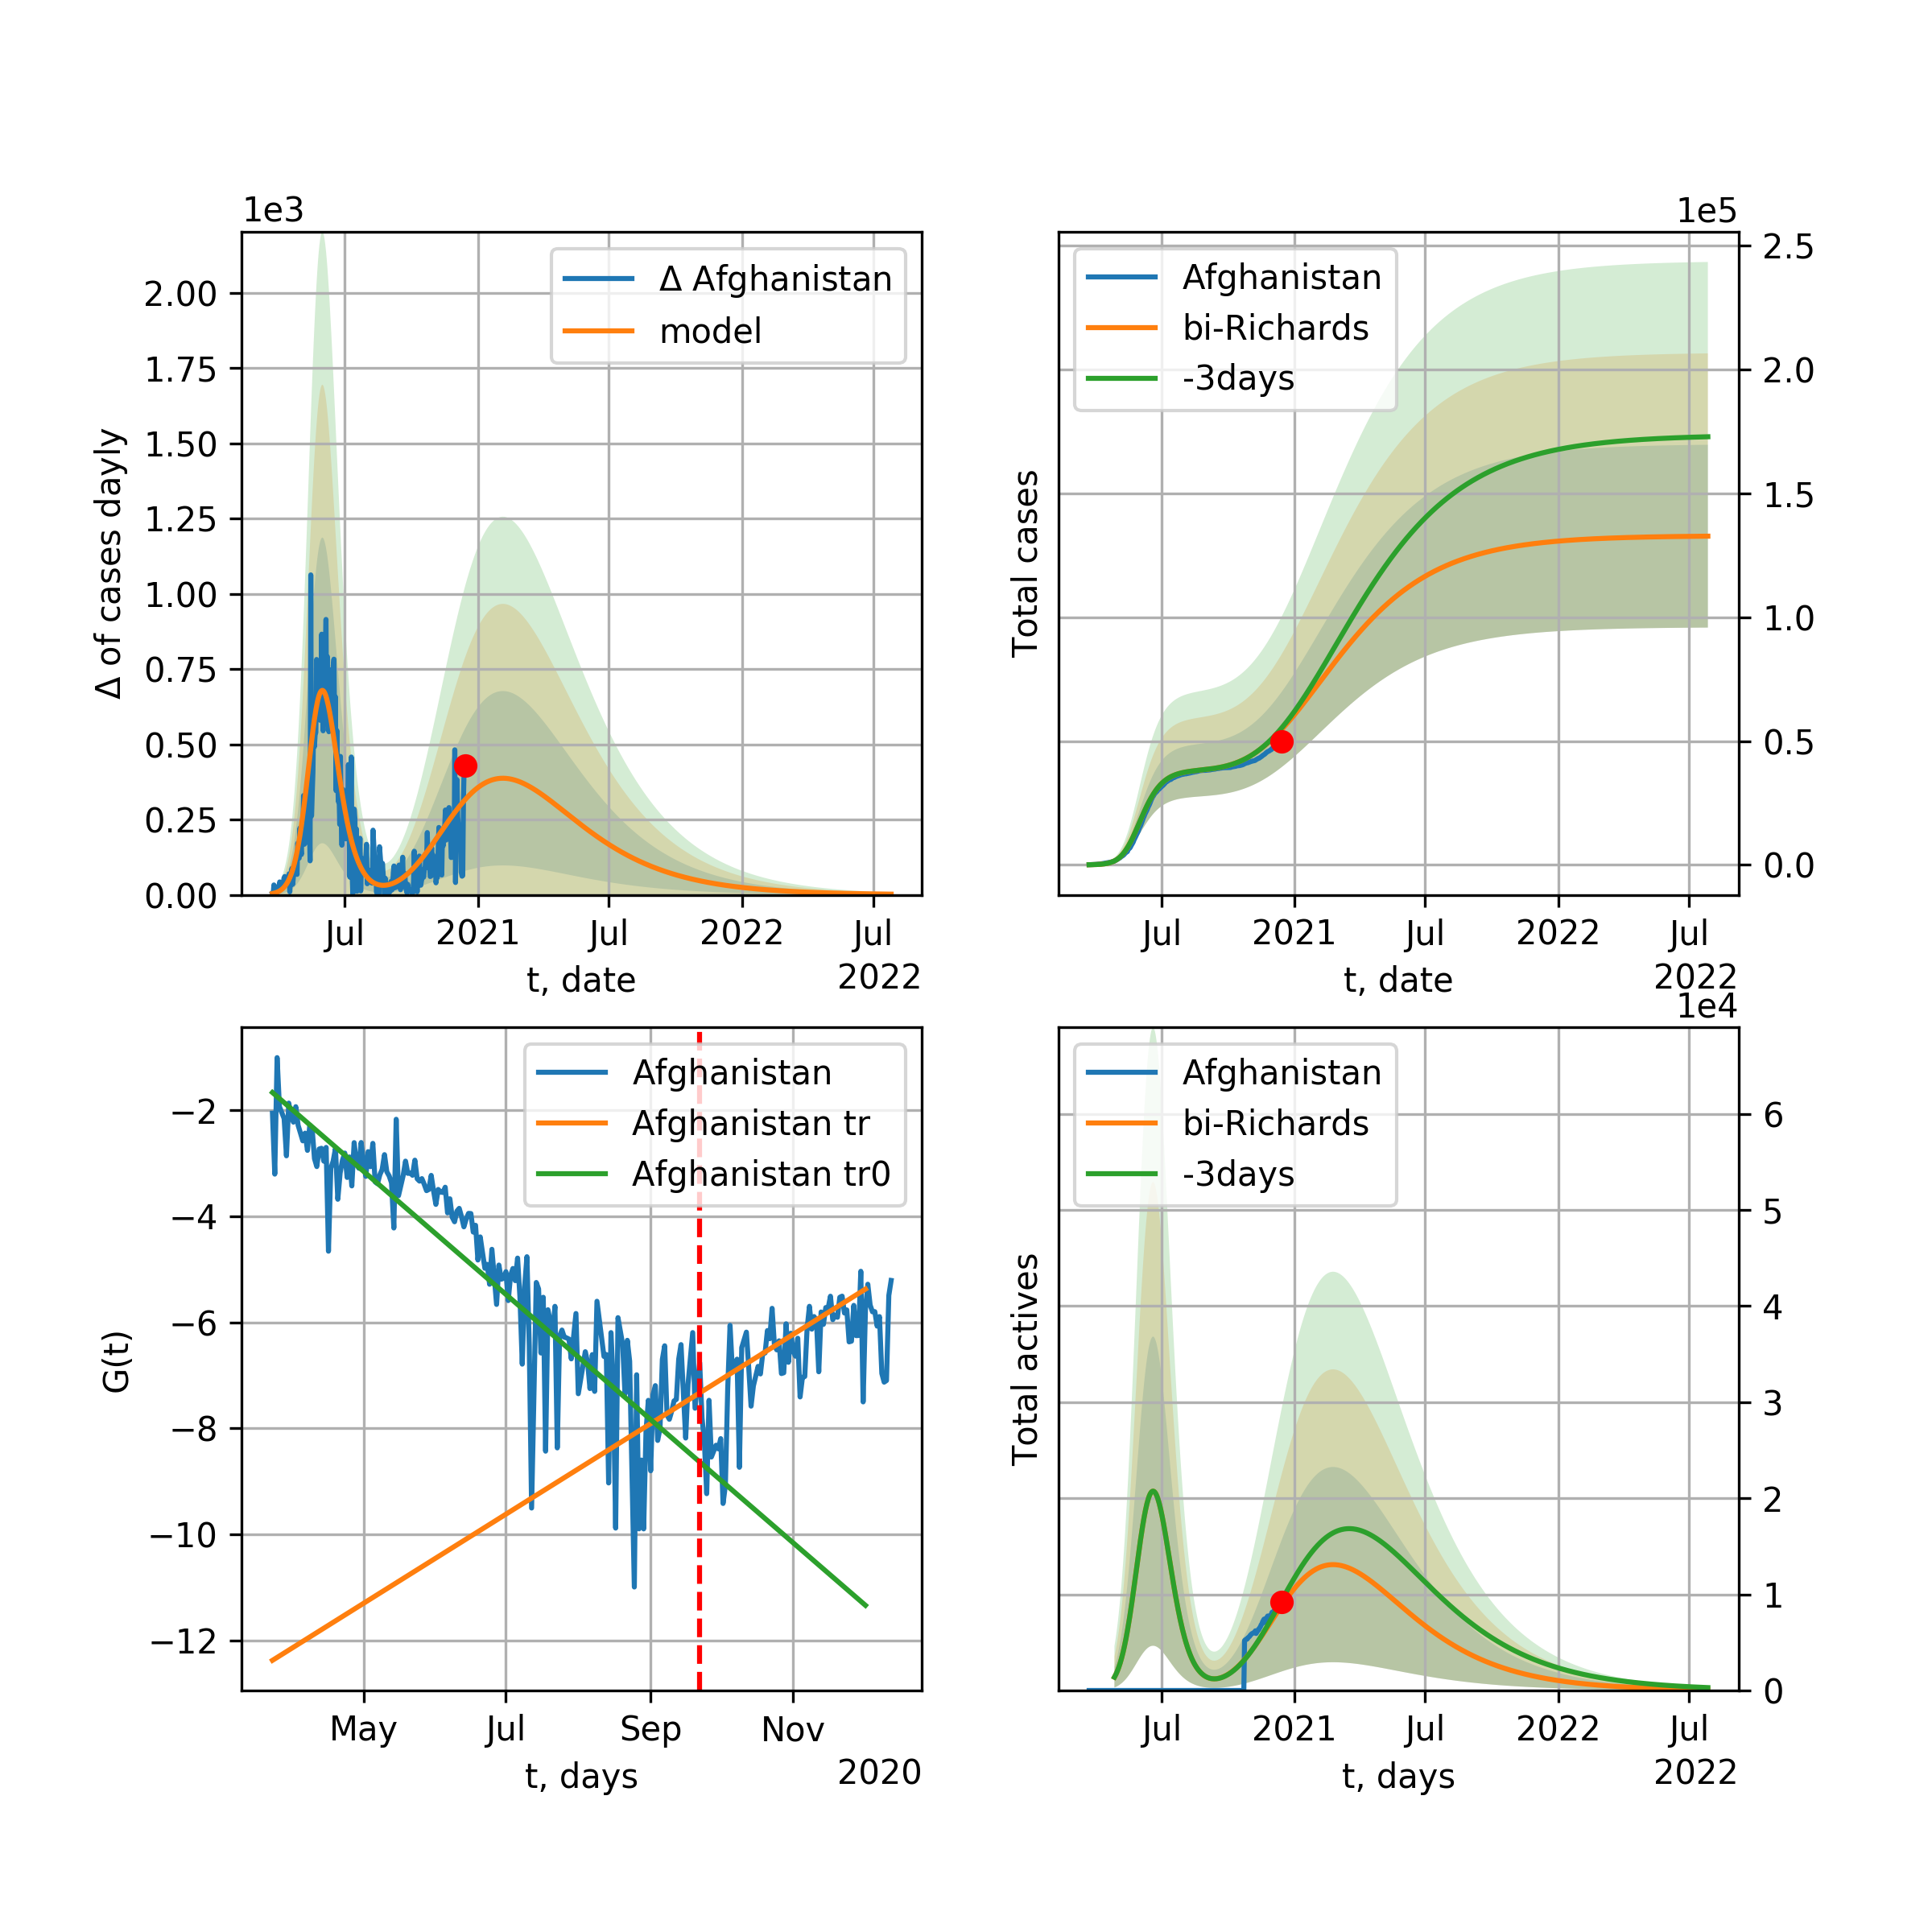 1e3
Δ Afghanistan
model
2.00
1.75
1.50
1.25
1.00
0.75
0.50
0.25
0.00
Δ of cases dayly
Jul
2021
Jul
2022
Jul
t, date
2022
1e5
Afghanistan
bi-Richards
-3days
2.5
2.0
1.5
1.0
0.5
0.0
Total cases
Jul
2021
Jul
2022
Jul
t, date
2022
Afghanistan
Afghanistan tr
Afghanistan tr0
−2
−4
−6
−8
−10
−12
G(t)
May
Jul
Sep
Nov
t, days
2020
1e4
Afghanistan
bi-Richards
-3days
6
5
4
3
2
1
0
Total actives
Jul
2021
Jul
2022
Jul
t, days
2022